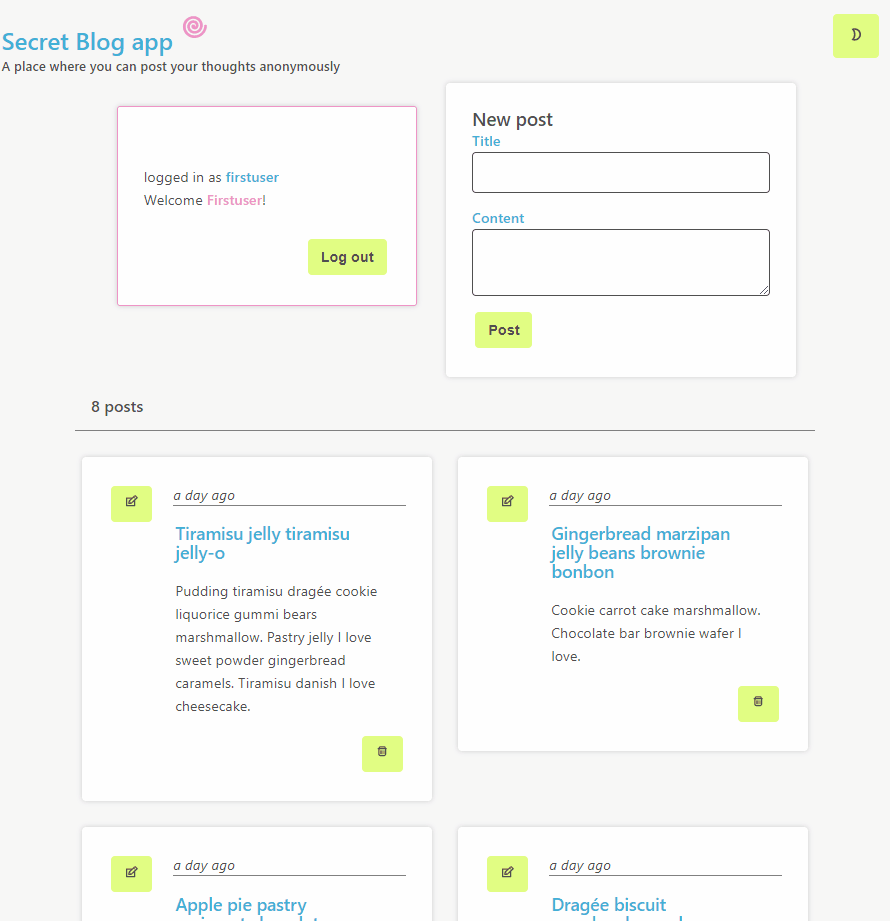 Secret Blog app
A place where you can post your thoughts anonymously
logged in as firstuser
Welcome Firstuser!
Log out
New post
Title
Content
Post
8 posts
a day ago
Tiramisu jelly tiramisu
jelly-o
Pudding tiramisu dragée cookie
liquorice gummi bears
marshmallow. Pastry jelly I love
sweet powder gingerbread
caramels. Tiramisu danish I love
cheesecake.
a day ago
Gingerbread marzipan
jelly beans brownie
bonbon
Cookie carrot cake marshmallow.
Chocolate bar brownie wafer I
love.
a day ago
Apple pie pastry
a day ago
Dragée biscuit